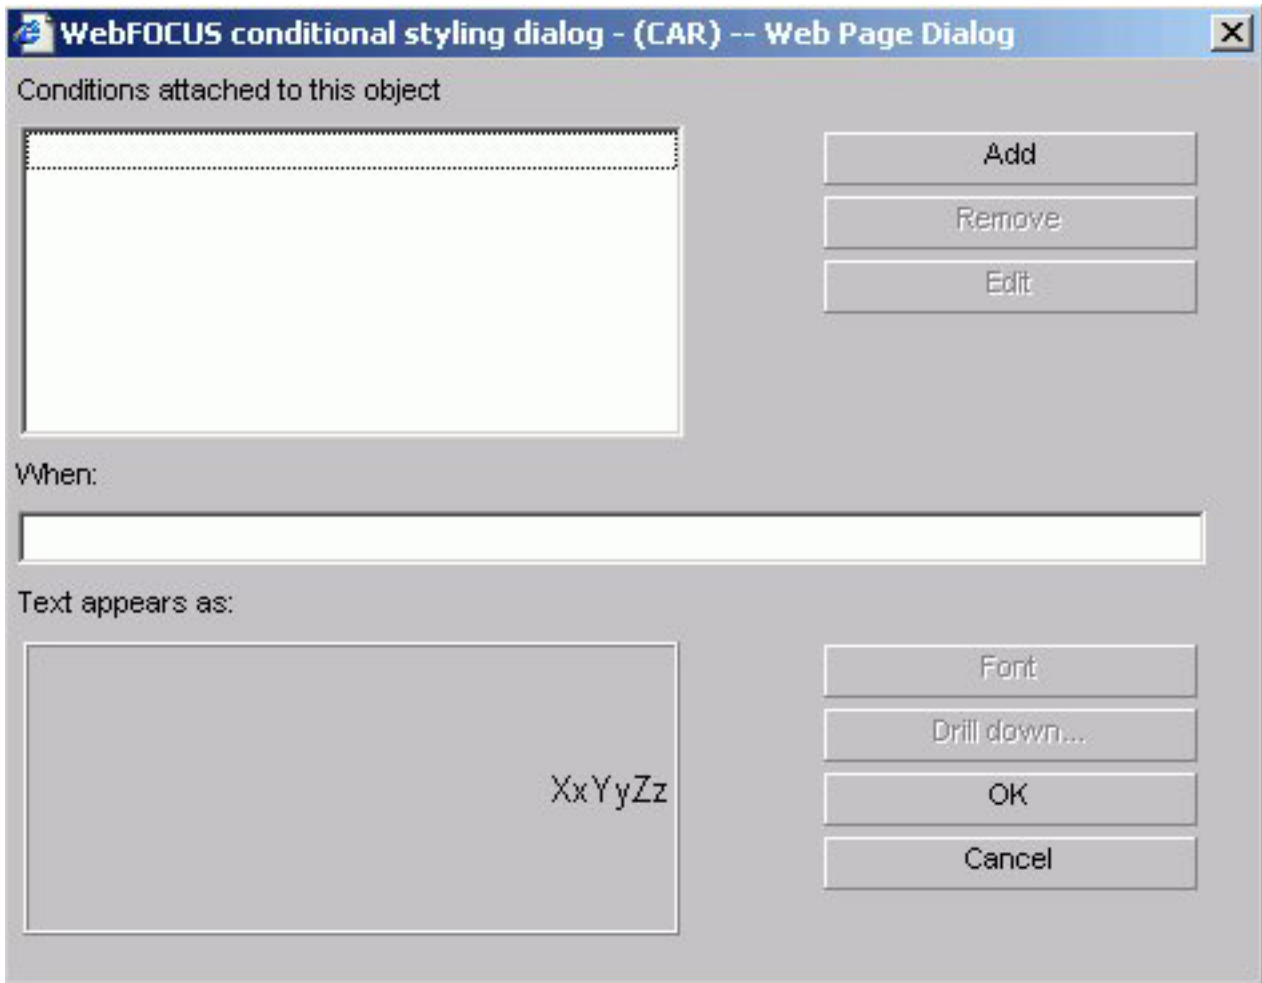 WebFOCUS conditional styling dialog - (CAR) -- Web Page Dialog
Conditions attached to this object
Add
Remove
Edit
When:
Text appears as:
Font
Drill down...
XxYyZz
OK
Cancel